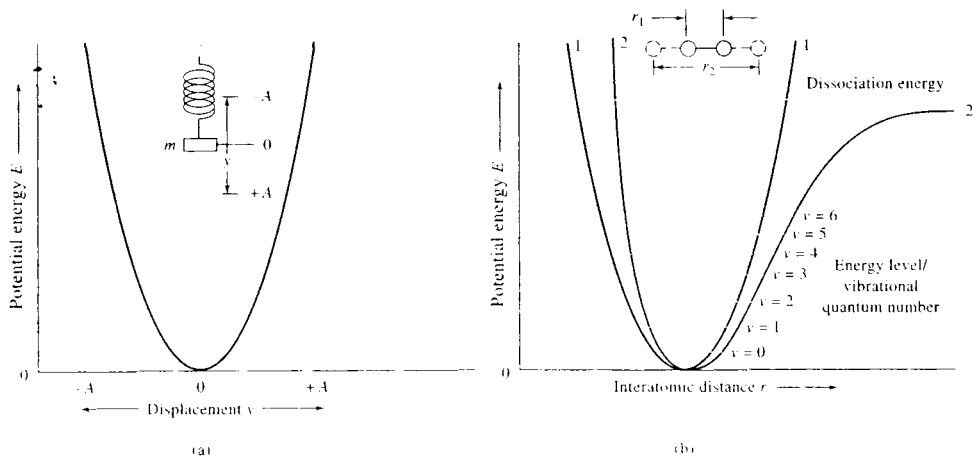 Potential energy E
-A
m
0
y
+A
0
-A
0
+A
Displacement y
(a)
r1
1
2
r2
1
Dissociation energy
2
Potential energy E
v = 6
v = 5
v = 4
v = 3
Energy level/
vibrational
quantum number
v = 2
v = 1
v = 0
0
Interatomic distance r
(b)